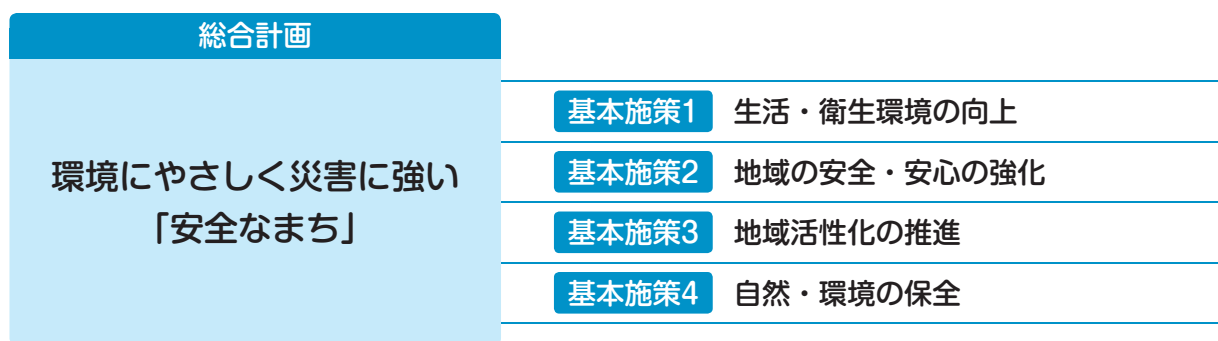 総合計画
環境にやさしく災害に強い
「安全なまち」
基本施策1 生活・衛生環境の向上
基本施策2 地域の安全・安心の強化
基本施策3 地域活性化の推進
基本施策4 自然・環境の保全